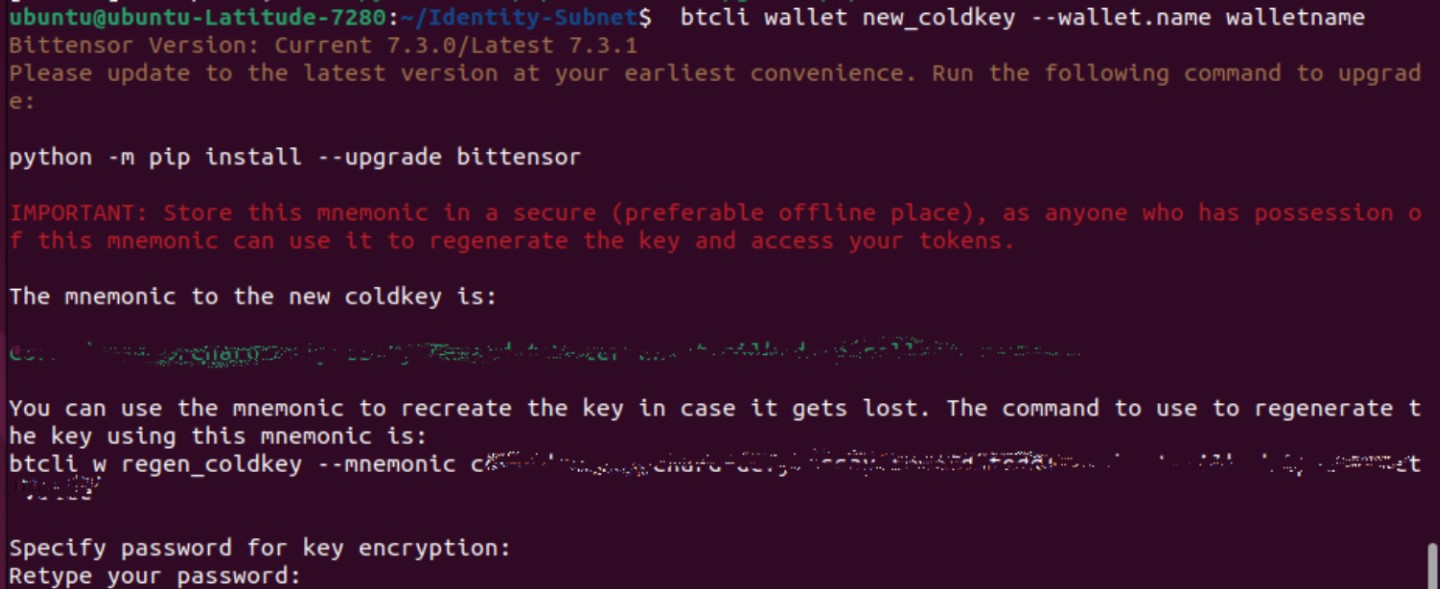 ubuntu@ubuntu-Latitude-7280:~/Identity-Subnet$  btcli wallet new_coldkey --wallet.name walletname
Bittensor Version: Current 7.3.0/Latest 7.3.1
Please update to the latest version at your earliest convenience. Run the following command to upgrad
e:
python -m pip install --upgrade bittensor
IMPORTANT: Store this mnemonic in a secure (preferable offline place), as anyone who has possession o
f this mnemonic can use it to regenerate the key and access your tokens.
The mnemonic to the new coldkey is:
You can use the mnemonic to recreate the key in case it gets lost. The command to use to regenerate t
he key using this mnemonic is:
btcli w regen_coldkey --mnemonic
Specify password for key encryption:
Retype your password: